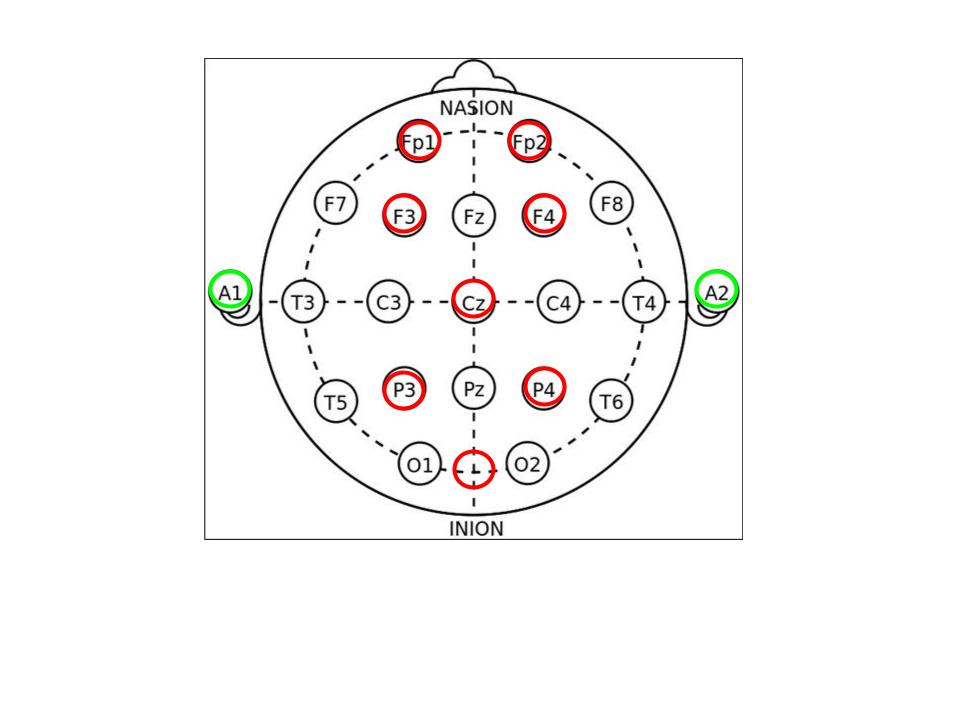 NASION
Fp1 Fp2
F7 F3 Fz F4 F8
A1 T3 C3 Cz C4 T4 A2
T5 P3 Pz P4 T6
O1 O2
INION